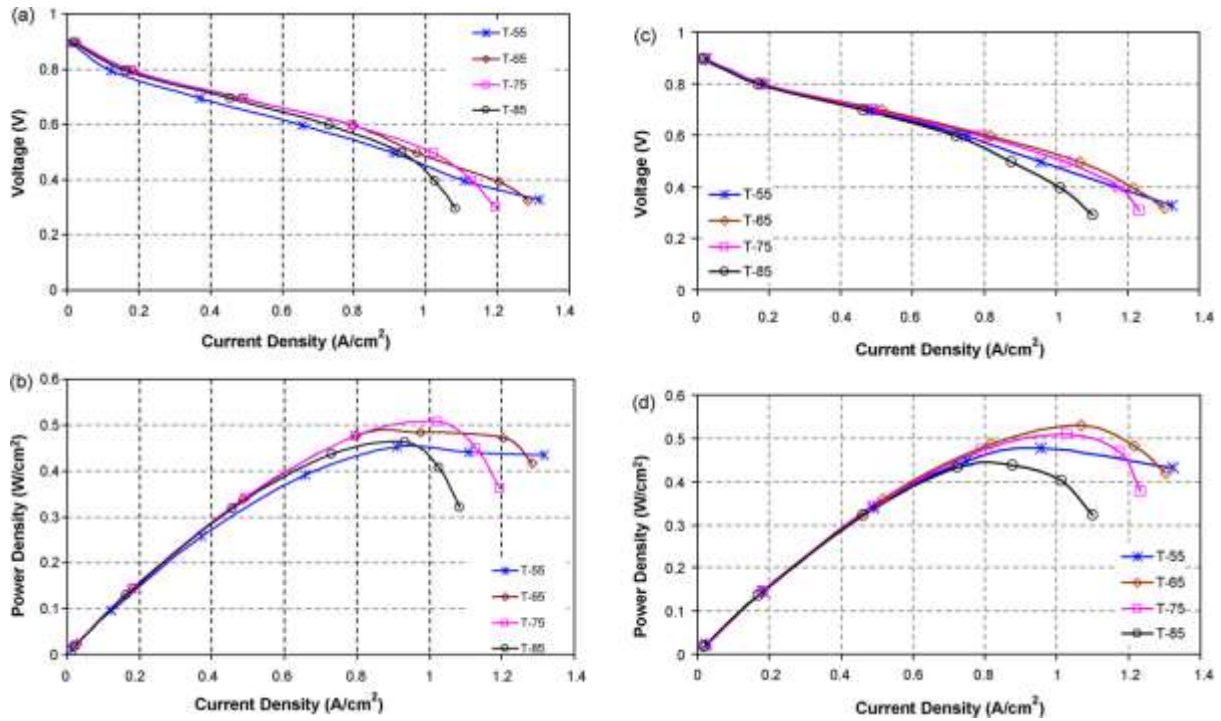 (a)
1
0.8
0.6
0.4
0.2
0
Voltage (V)
0 0.2 0.4 0.6 0.8 1 1.2 1.4
Current Density (A/cm²)
T-55
T-65
T-75
T-85
(c)
1
0.8
0.6
0.4
0.2
0
Voltage (V)
0 0.2 0.4 0.6 0.8 1 1.2 1.4
Current Density (A/cm²)
T-55
T-65
T-75
T-85
(b)
0.6
0.5
0.4
0.3
0.2
0.1
0
Power Density (W/cm²)
0 0.2 0.4 0.6 0.8 1 1.2 1.4
Current Density (A/cm²)
T-55
T-65
T-75
T-85
(d)
0.6
0.5
0.4
0.3
0.2
0.1
0
Power Density (W/cm²)
0 0.2 0.4 0.6 0.8 1 1.2 1.4
Current Density (A/cm²)
T-55
T-65
T-75
T-85